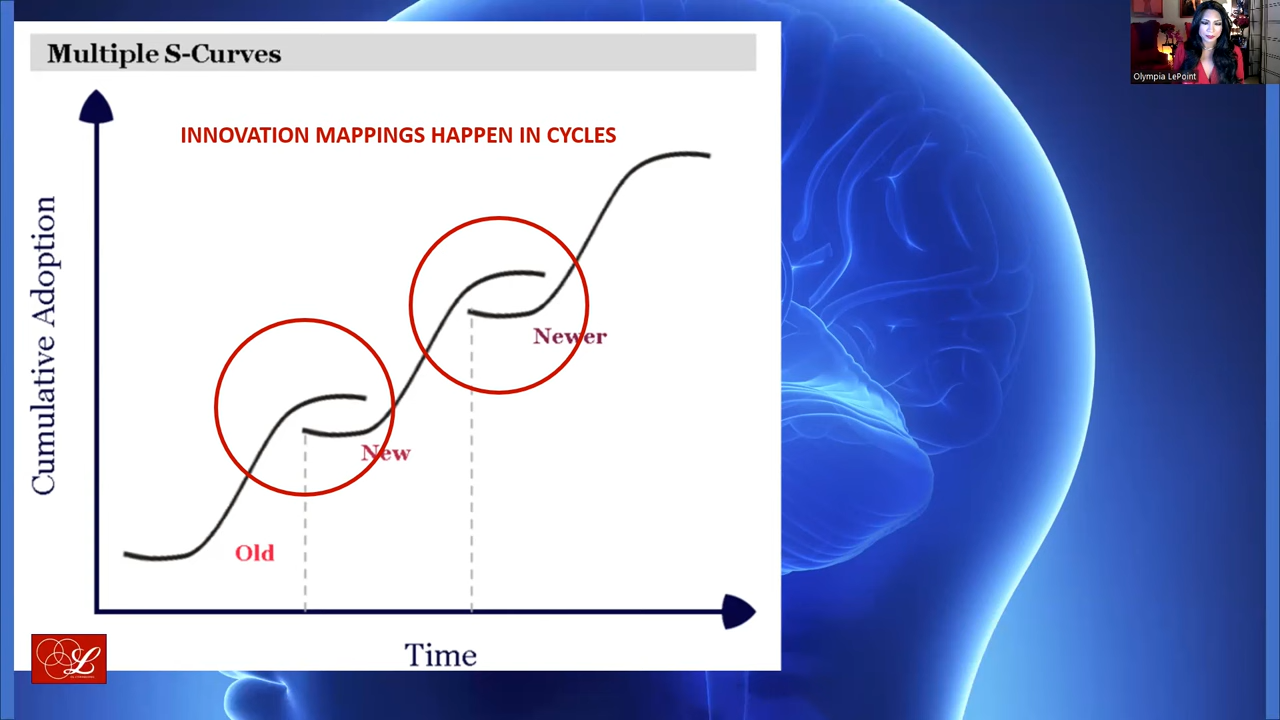 Multiple S-Curves
Olympia LePoint
INNOVATION MAPPINGS HAPPEN IN CYCLES
Cumulative Adoption
Newer
New
Old
Time
L